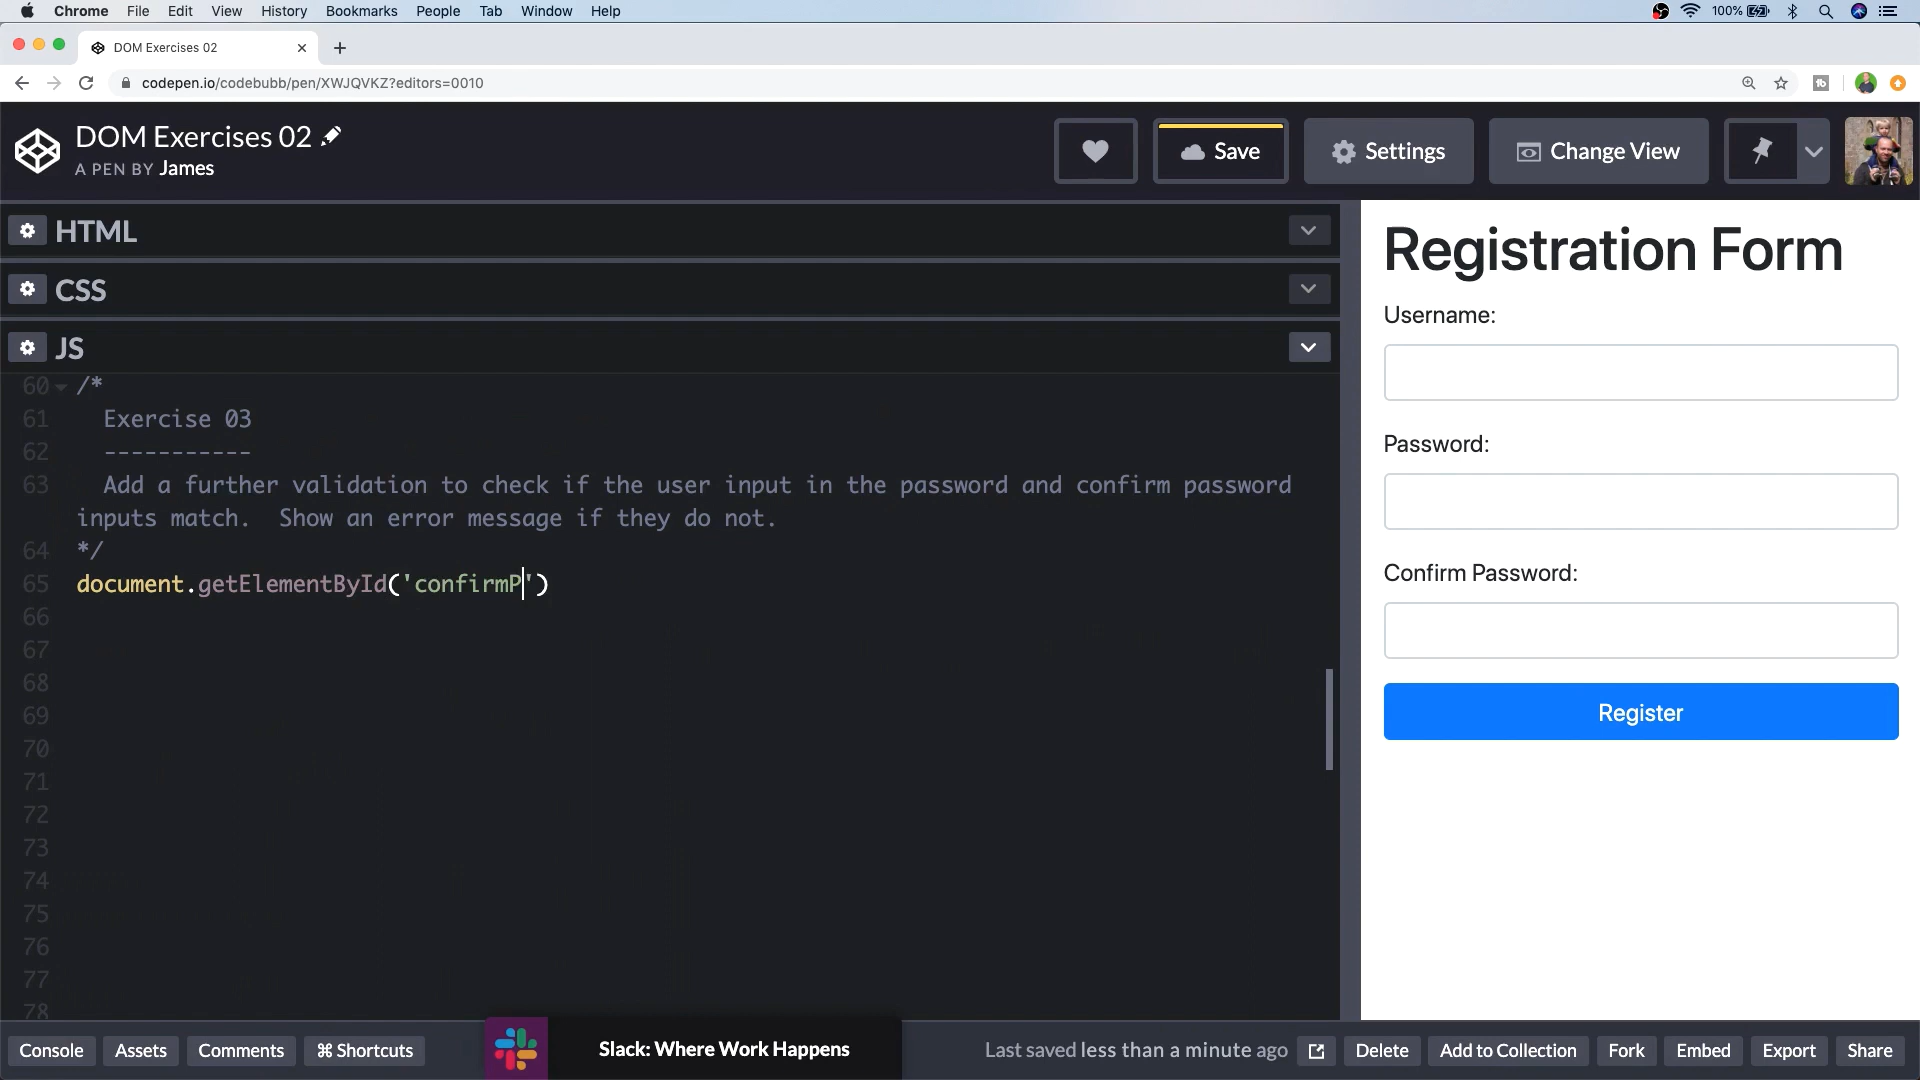 Chrome File Edit View History Bookmarks People Tab Window Help
100%
DOM Exercises 02
codepen.io/codebubb/pen/XWJQVKZ?editors=0010
DOM Exercises 02
A PEN BY James
Save
Settings
Change View
HTML
CSS
JS
60 /*
61 Exercise 03
62 -----------
63 Add a further validation to check if the user input in the password and confirm password
inputs match.  Show an error message if they do not.
64 */
65 document.getElementById('confirmP')
66
67
68
69
70
71
72
73
74
75
76
77
78
Registration Form
Username:
Password:
Confirm Password:
Register
Console
Assets
Comments
⌘ Shortcuts
Slack: Where Work Happens
Last saved less than a minute ago
Delete
Add to Collection
Fork
Embed
Export
Share